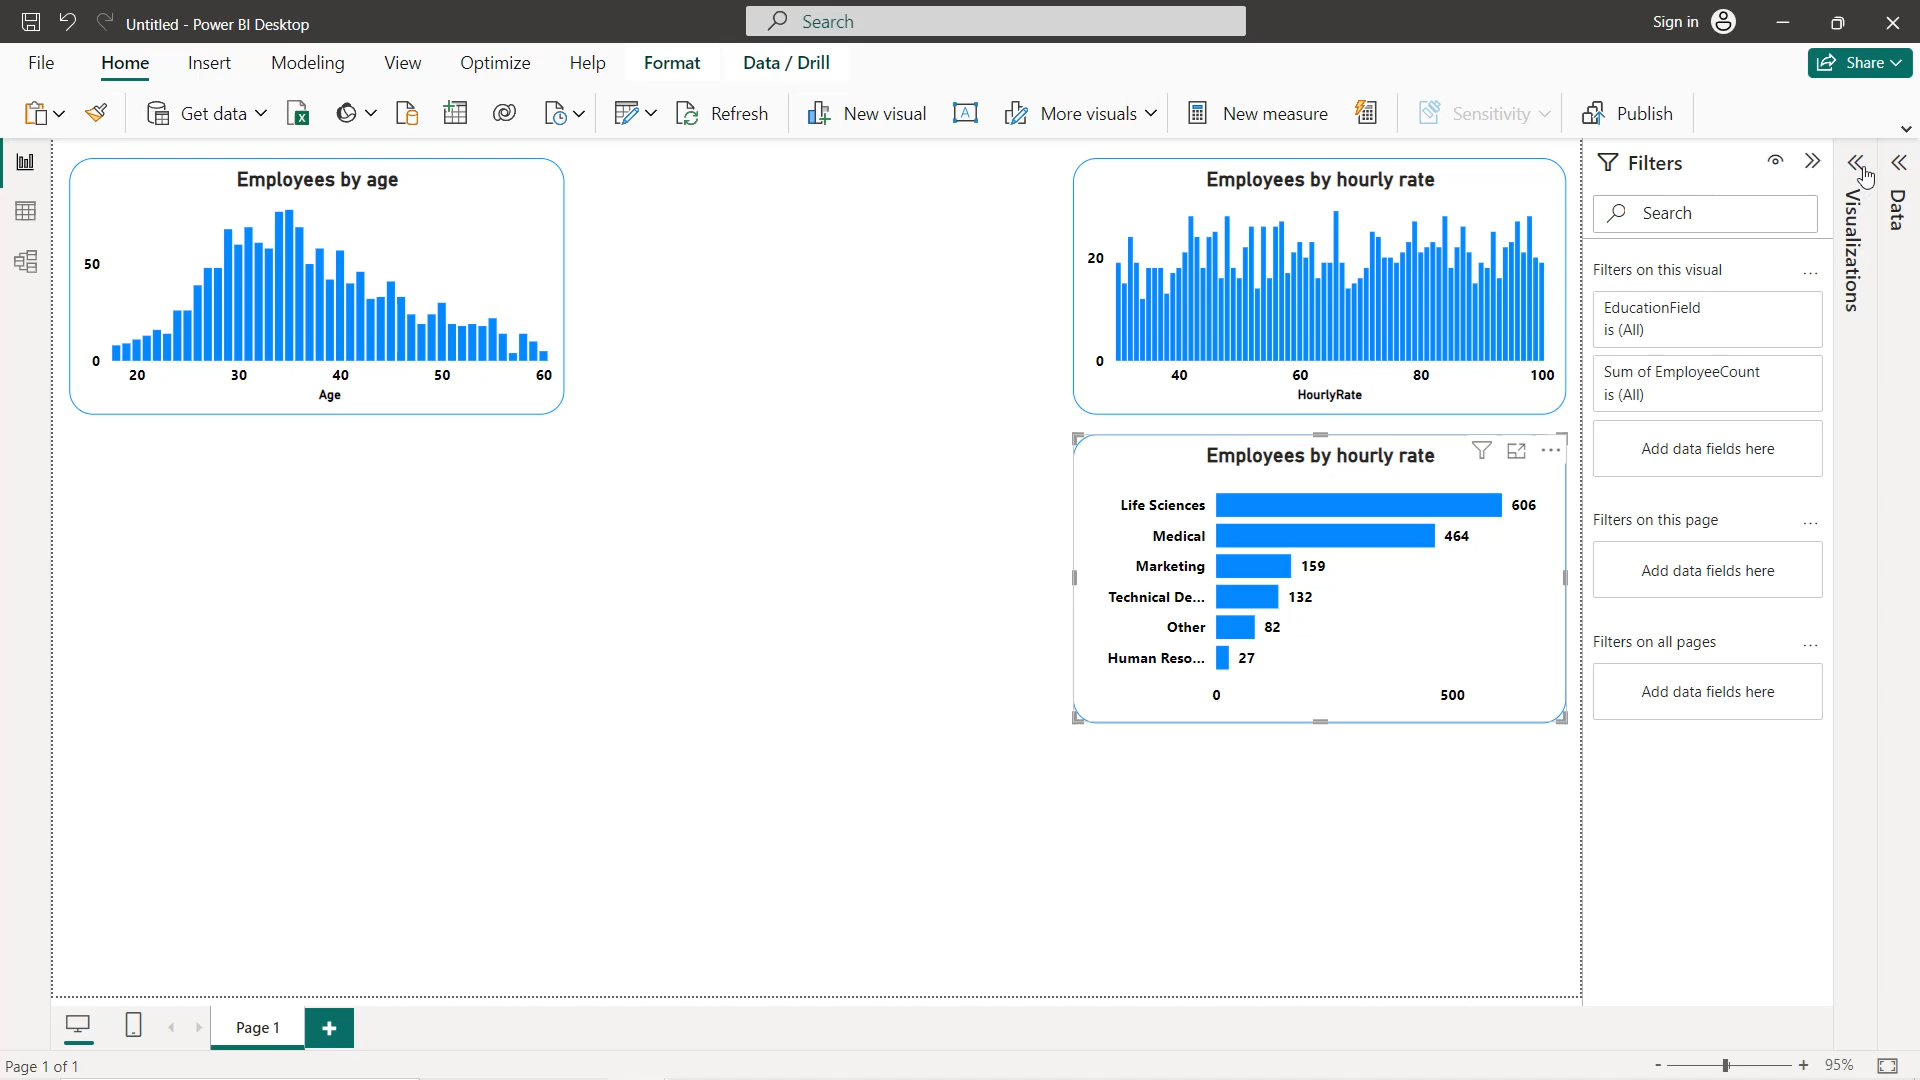 Untitled - Power BI Desktop
Search
Sign in
File
Home
Insert
Modeling
View
Optimize
Help
Format
Data / Drill
Share
Get data
Refresh
New visual
More visuals
New measure
Sensitivity
Publish
Employees by age
50
0
20 30 40 50 60
Age
Employees by hourly rate
20
0
40 60 80 100
HourlyRate
Employees by hourly rate
Life Sciences 606
Medical 464
Marketing 159
Technical De... 132
Other 82
Human Reso... 27
0 500
Filters
Search
Filters on this visual
EducationField
is (All)
Sum of EmployeeCount
is (All)
Add data fields here
Filters on this page
Add data fields here
Filters on all pages
Add data fields here
Visualizations
Data
Page 1
Page 1 of 1
95%